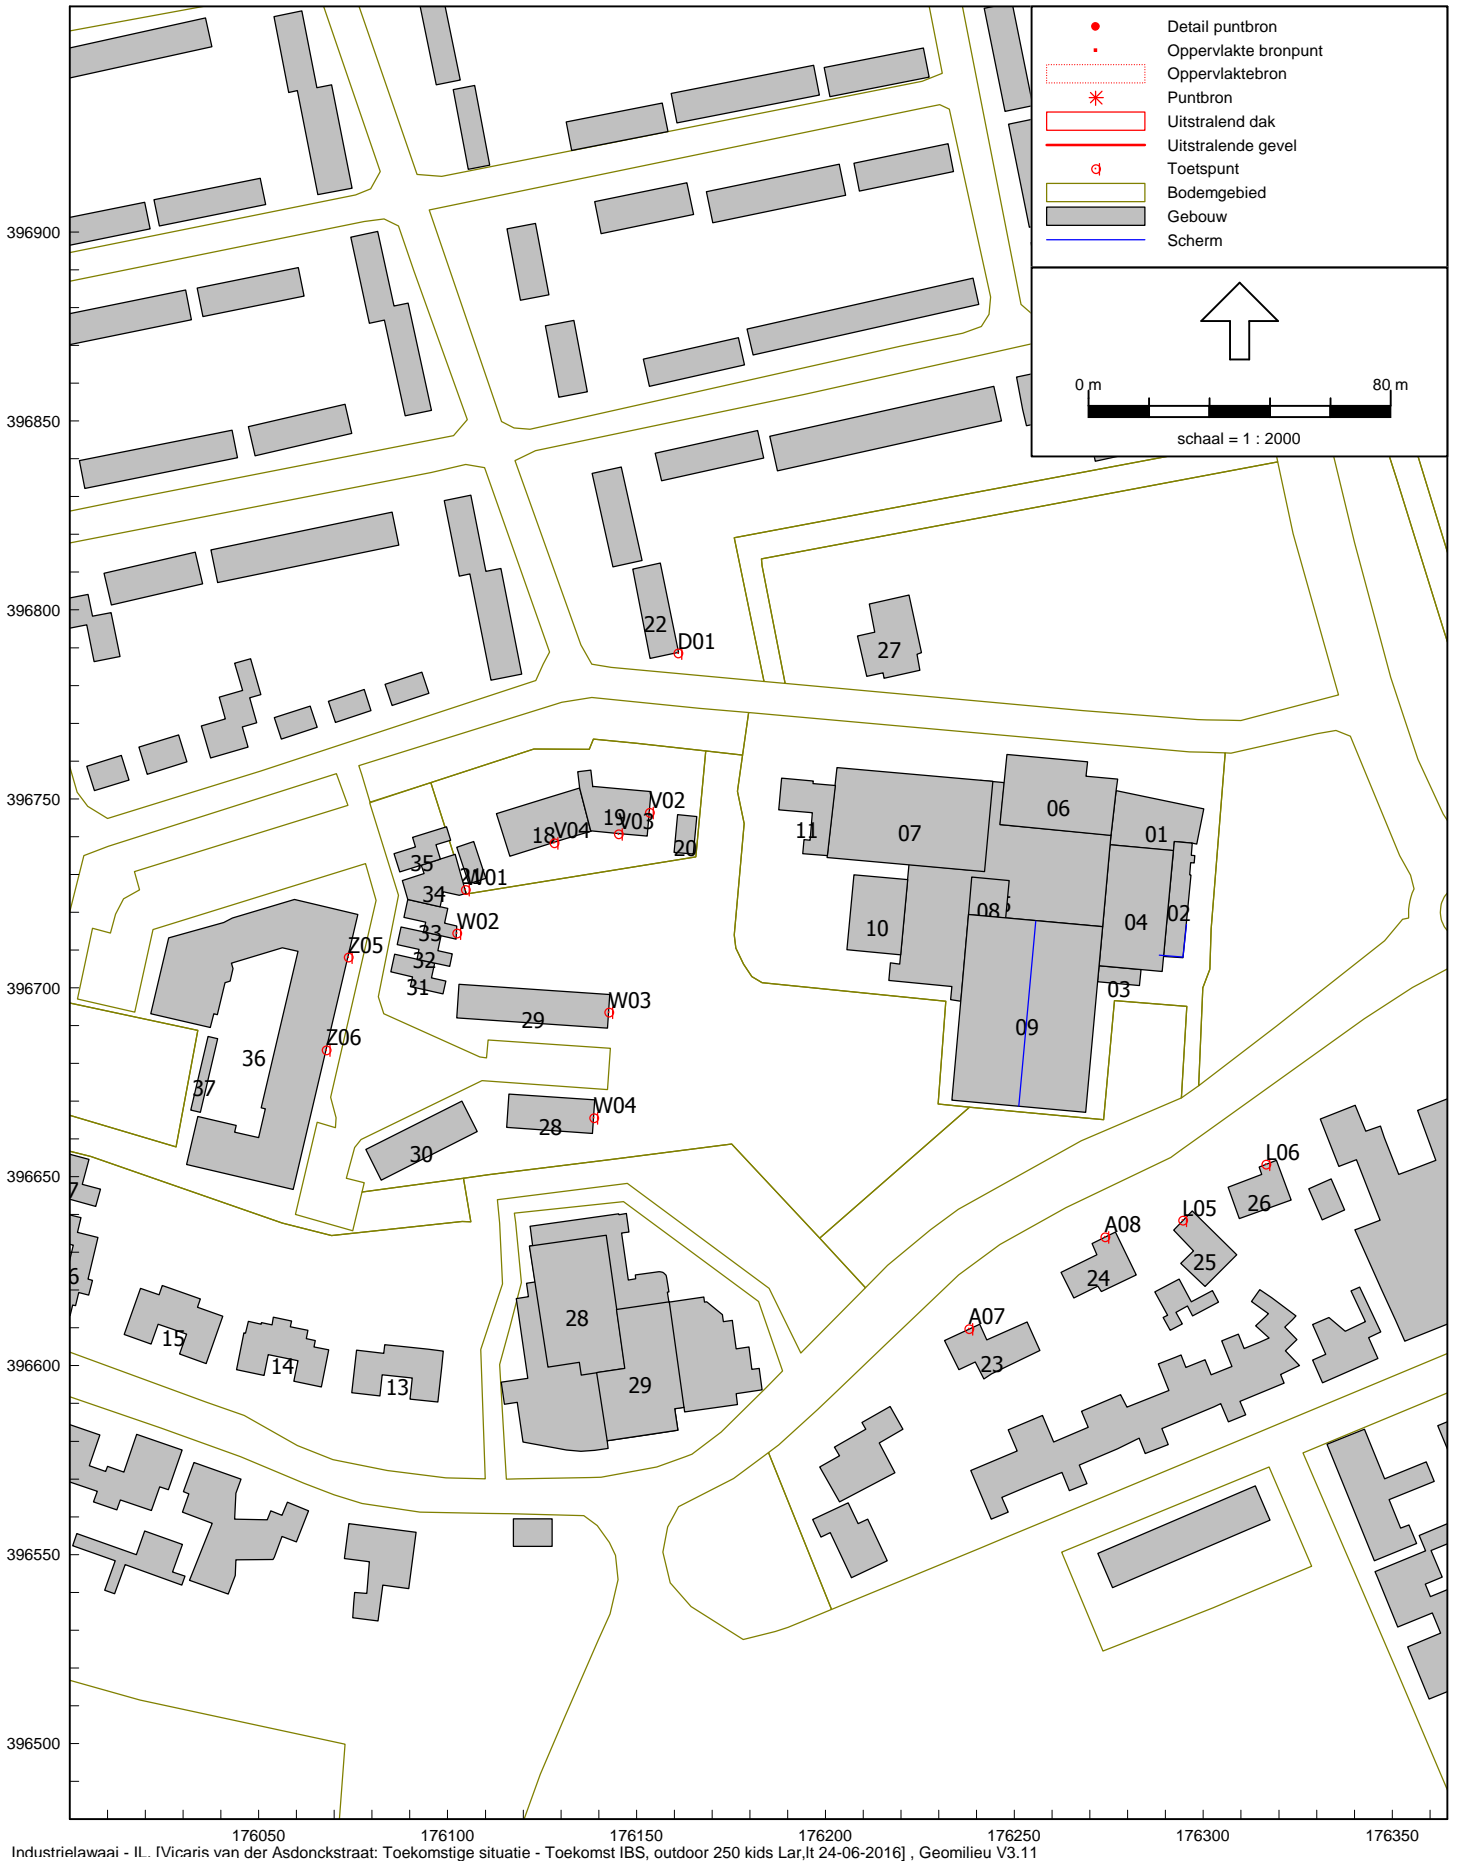 Detail puntbron
Oppervlakte bronpunt
Oppervlaktebron
Puntbron
Uitstralend dak
Uitstralende gevel
Toetspunt
Bodemgebied
Gebouw
Scherm
0 m 80 m
schaal = 1 : 2000
396900
396850
396800
396750
396700
396650
396600
396550
396500
22
D01
27
V02
19
V03
18
V04
20
11
07
06
01
35
W01
34
W02
33
32
31
10
08
04
02
03
09
Z05
Z06
36
37
W03
29
W04
28
30
L06
26
L05
25
A08
24
A07
23
7
6
15
14
13
28
29
176050
176100
176150
176200
176250
176300
176350
Industrielawaai - IL, [Vicaris van der Asdonckstraat: Toekomstige situatie - Toekomst IBS, outdoor 250 kids Lar,lt 24-06-2016] , Geomilieu V3.11